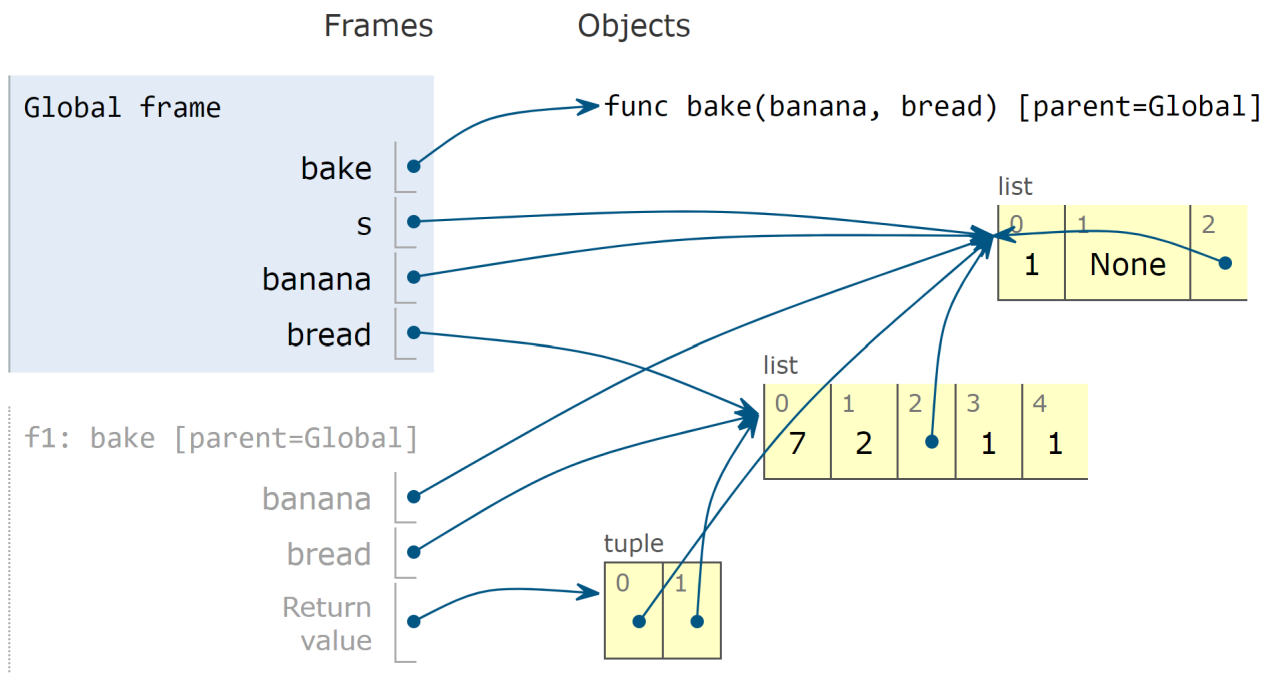 Frames Objects
Global frame
func bake(banana, bread) [parent=Global]
bake
s
banana
bread
list
0 1 2
1 None
list
0 1 2 3 4
7 2 1 1
f1: bake [parent=Global]
banana
bread
Return
value
tuple
0 1